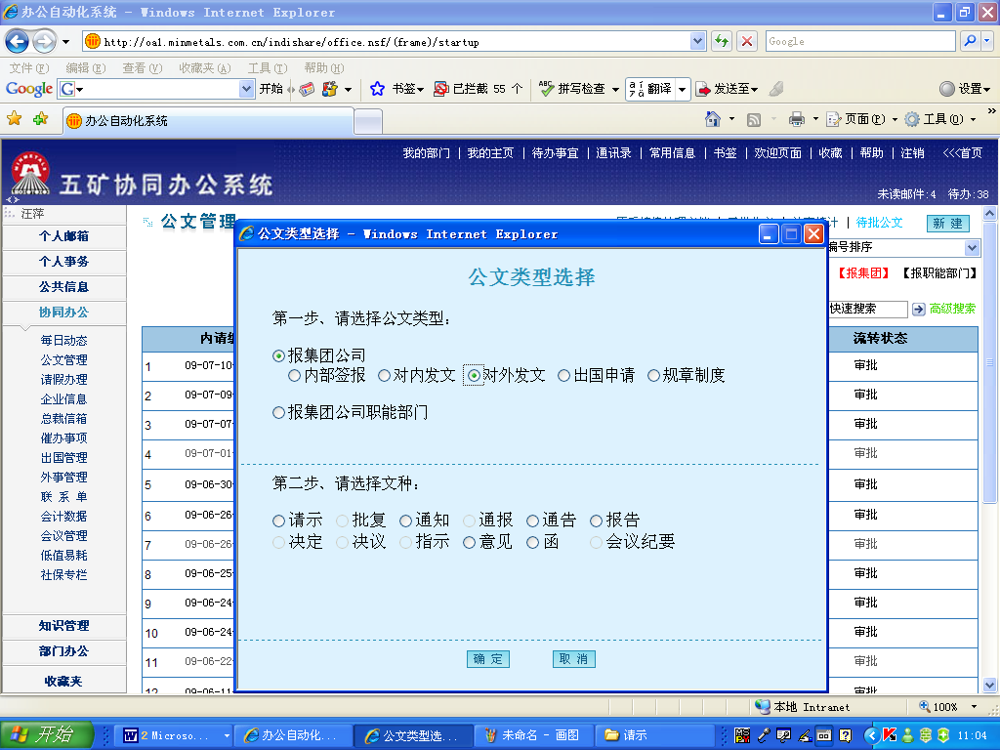 办公自动化系统 - Windows Internet Explorer
http://oa1.minmetals.com.cn/indishare/office.nsf/(frame)/startup
Google
文件(F) 编辑(E) 查看(V) 收藏夹(A) 工具(T) 帮助(H)
Google G 开始 书签 已拦截 55 个 ABC 拼写检查 翻译 发送至 设置
办公自动化系统 页面(P) 工具(O)
我的部门 | 我的主页 | 待办事宜 | 通讯录 | 常用信息 | 书签 | 欢迎页面 | 收藏 | 帮助 | 注销 <<<首页
五矿协同办公系统
未读邮件:4 待办:38
汪萍
个人邮箱
个人事务
公共信息
协同办公
每日动态
公文管理
请假办理
企业信息
总裁信箱
催办事项
出国管理
外事管理
联 系 单
会计数据
会议管理
低值易耗
社保专栏
知识管理
部门办公
收藏夹
公文管理
待批公文 新 建
编号排序
【报集团】 【报职能部门】
快速搜索 高级搜索
内请 流转状态
1 09-07-10 审批
2 09-07-09 审批
3 09-07-07 审批
4 09-07-01 审批
5 09-06-30 审批
6 09-06-26 审批
7 09-06-26 审批
8 09-06-25 审批
9 09-06-24 审批
10 09-06-24 审批
11 09-06-22 审批
12 09-06-11 审批
公文类型选择 - Windows Internet Explorer
公文类型选择
第一步、请选择公文类型：
报集团公司
内部签报 对内发文 对外发文 出国申请 规章制度
报集团公司职能部门
第二步、请选择文种：
请示 批复 通知 通报 通告 报告
决定 决议 指示 意见 函 会议纪要
确 定 取 消
本地 Intranet 100%
开始 2 Microso... 办公自动化... 公文类型选... 未命名 - 画图 请示 11:04